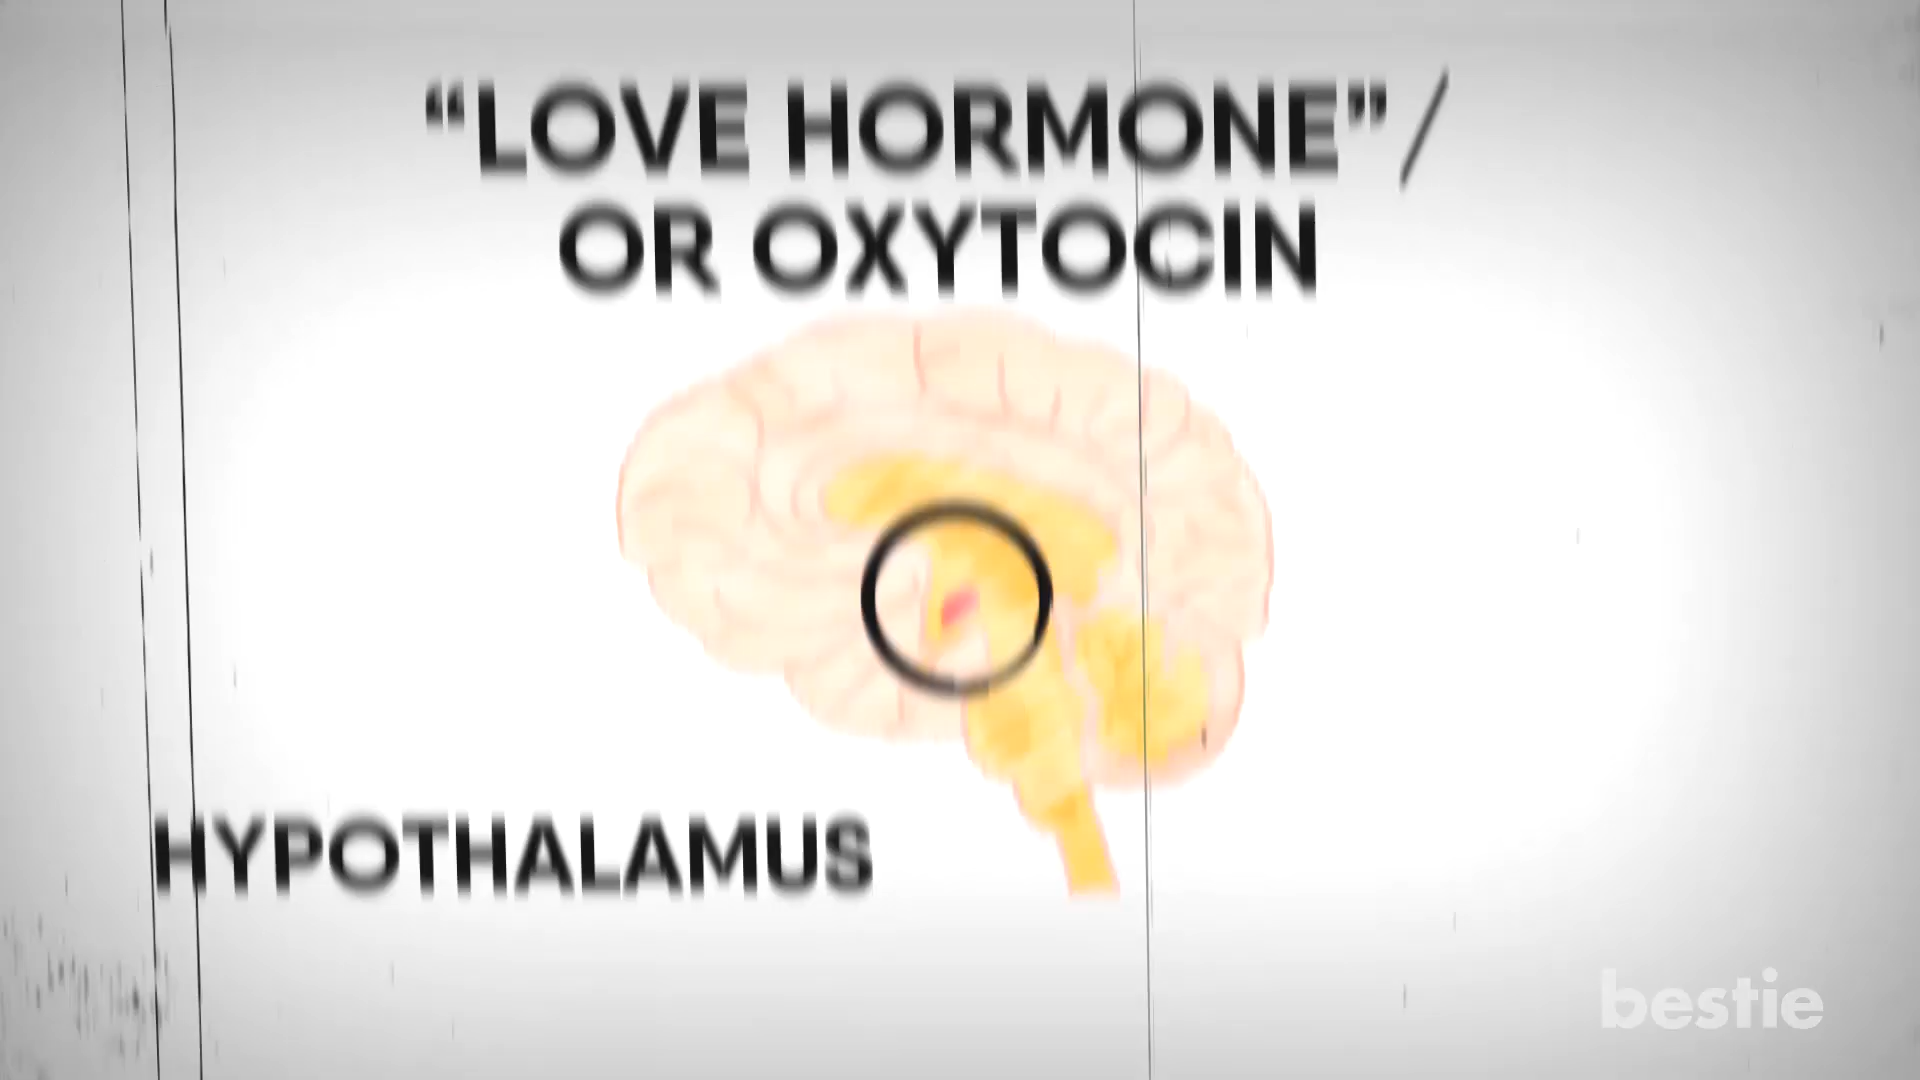 “LOVE HORMONE” /
OR OXYTOCIN
HYPOTHALAMUS
bestie